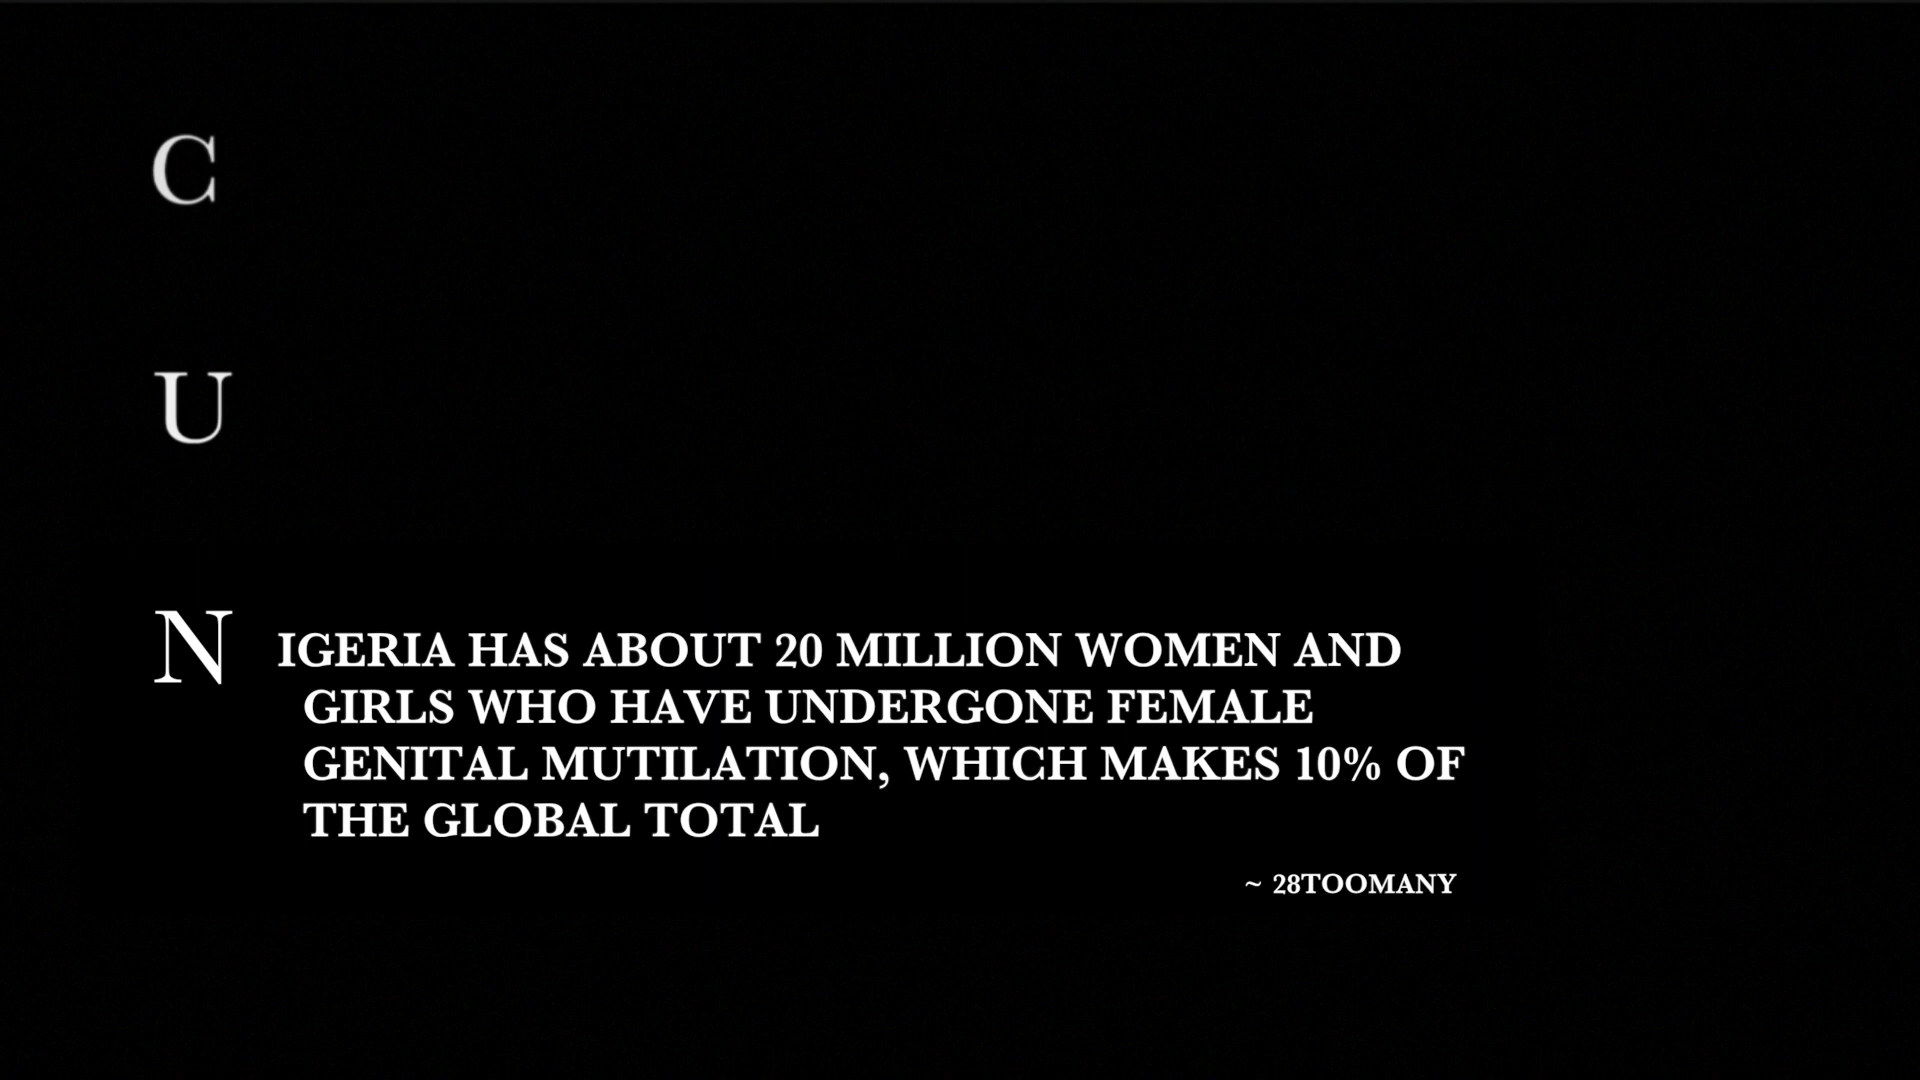 C
U
N IGERIA HAS ABOUT 20 MILLION WOMEN AND
GIRLS WHO HAVE UNDERGONE FEMALE
GENITAL MUTILATION, WHICH MAKES 10% OF
THE GLOBAL TOTAL
~ 28TOOMANY